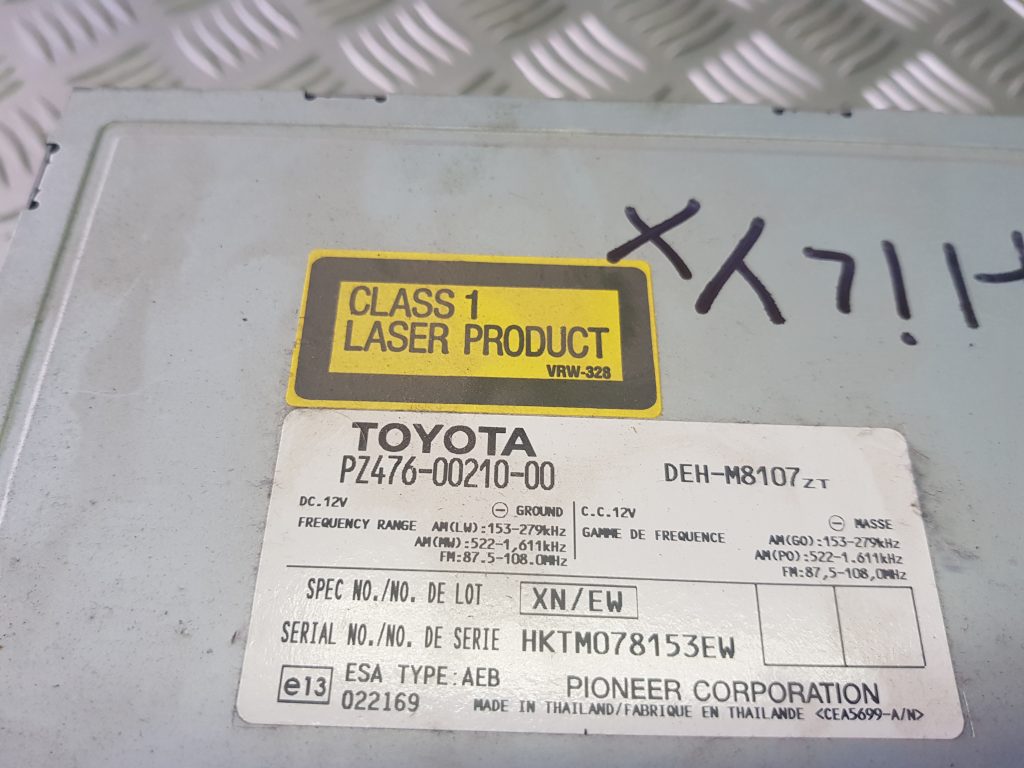 CLASS 1
LASER PRODUCT
VRW-328
TOYOTA
PZ476-00210-00
DEH-M8107ZT
DC.12V ⊖ GROUND
FREQUENCY RANGE AM(LW):153-279kHz
AM(MW):522-1,611kHz
FM:87.5-108.0MHz
C.C.12V ⊖ MASSE
GAMME DE FREQUENCE AM(GO):153-279kHz
AM(PO):522-1.611kHz
FM:87,5-108,0MHz
SPEC NO./NO. DE LOT XN/EW
SERIAL NO./NO. DE SERIE HKTM078153EW
e13 ESA TYPE:AEB
022169
PIONEER CORPORATION
MADE IN THAILAND/FABRIQUE EN THAILANDE <CEA5699-A/N>